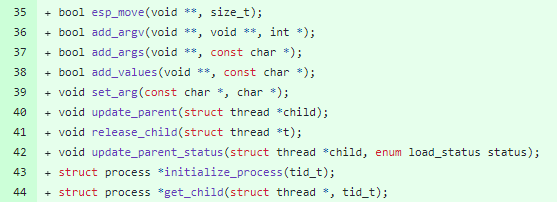 35 + bool esp_move(void **, size_t);
36 + bool add_argv(void **, void **, int *);
37 + bool add_args(void **, const char *);
38 + bool add_values(void **, const char *);
39 + void set_arg(const char *, char *);
40 + void update_parent(struct thread *child);
41 + void release_child(struct thread *t);
42 + void update_parent_status(struct thread *child, enum load_status status);
43 + struct process *initialize_process(tid_t);
44 + struct process *get_child(struct thread *, tid_t);